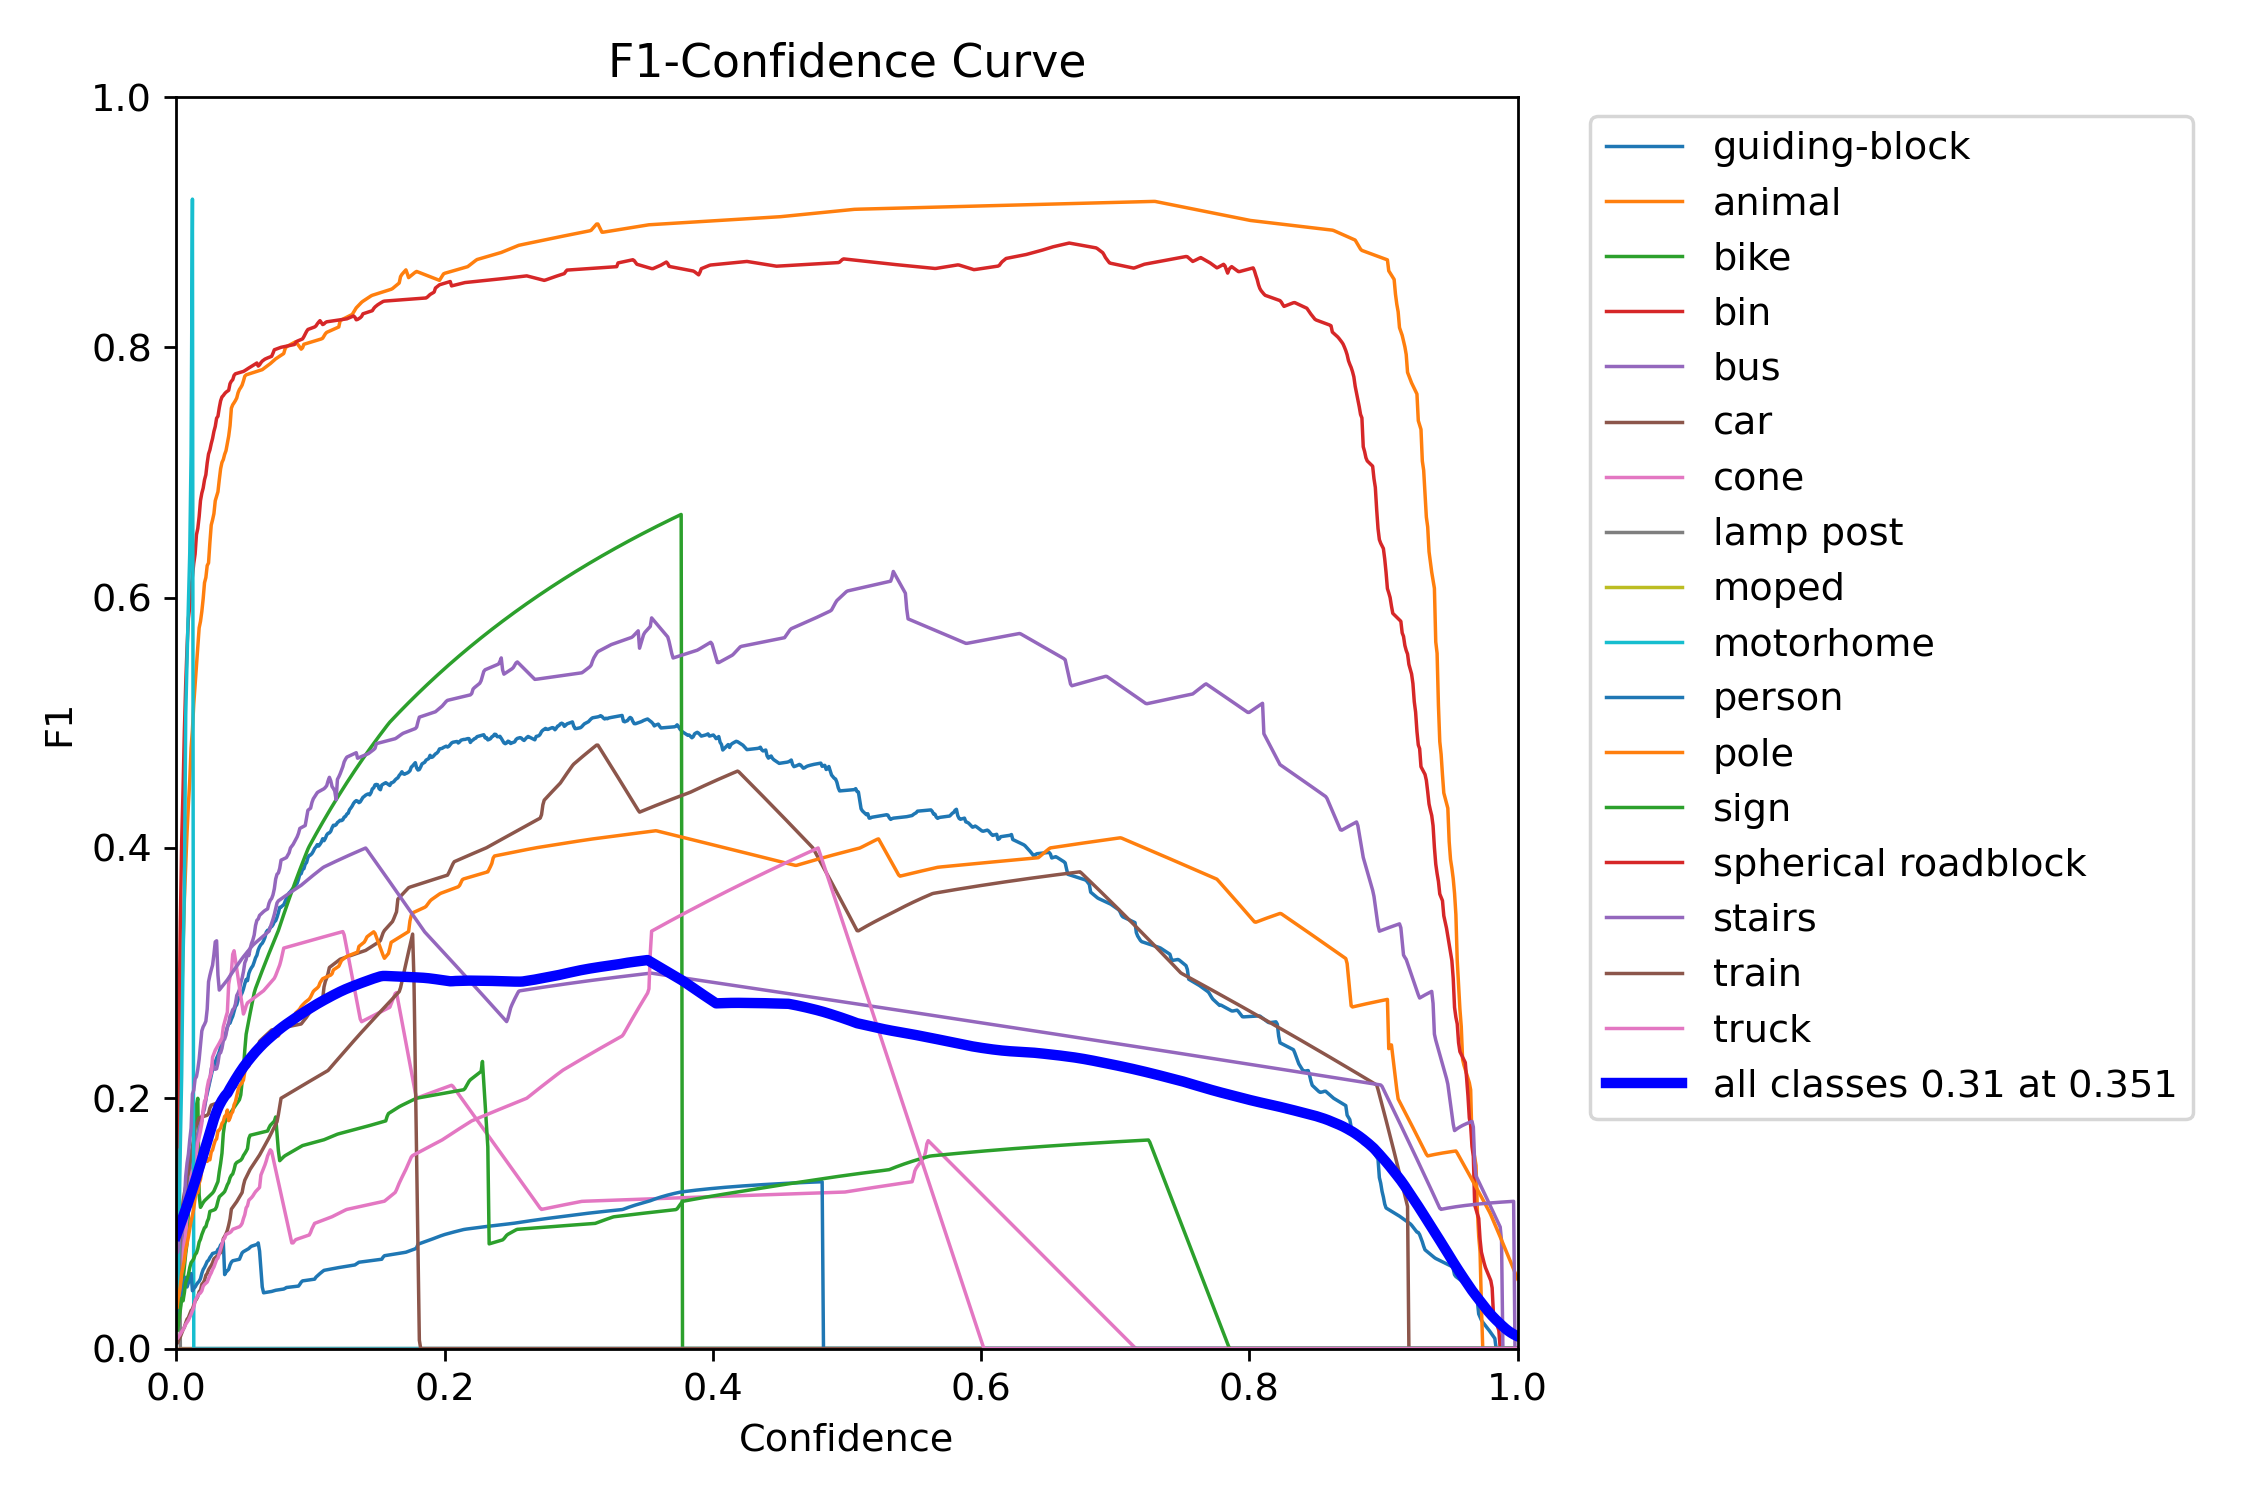 F1-Confidence Curve
1.0
0.8
0.6
0.4
0.2
0.0
F1
0.0 0.2 0.4 0.6 0.8 1.0
Confidence
guiding-block
animal
bike
bin
bus
car
cone
lamp post
moped
motorhome
person
pole
sign
spherical roadblock
stairs
train
truck
all classes 0.31 at 0.351